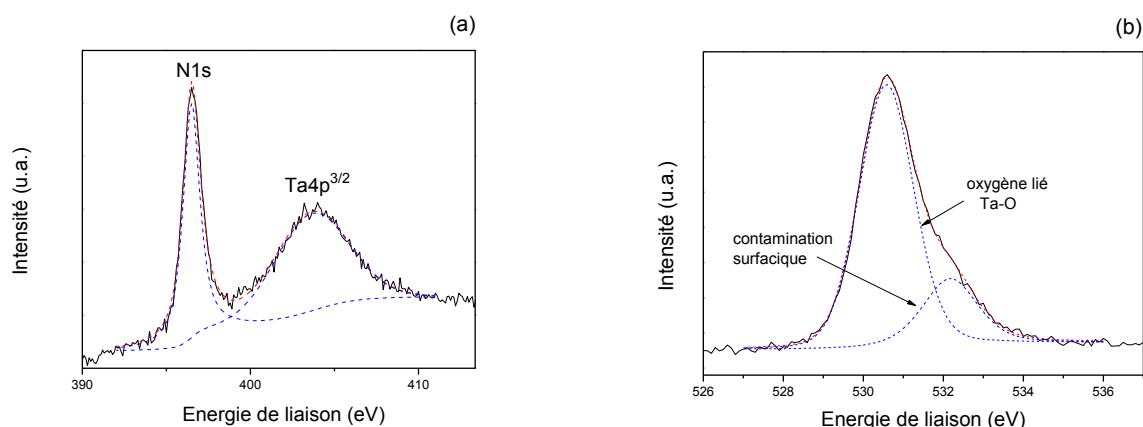 (a)
N1s
Ta4p3/2
Intensité (u.a.)
390
400
410
Energie de liaison (eV)
(b)
oxygène lié
Ta-O
contamination
surfacique
Intensité (u.a.)
526
528
530
532
534
536
Energie de liaison (eV)